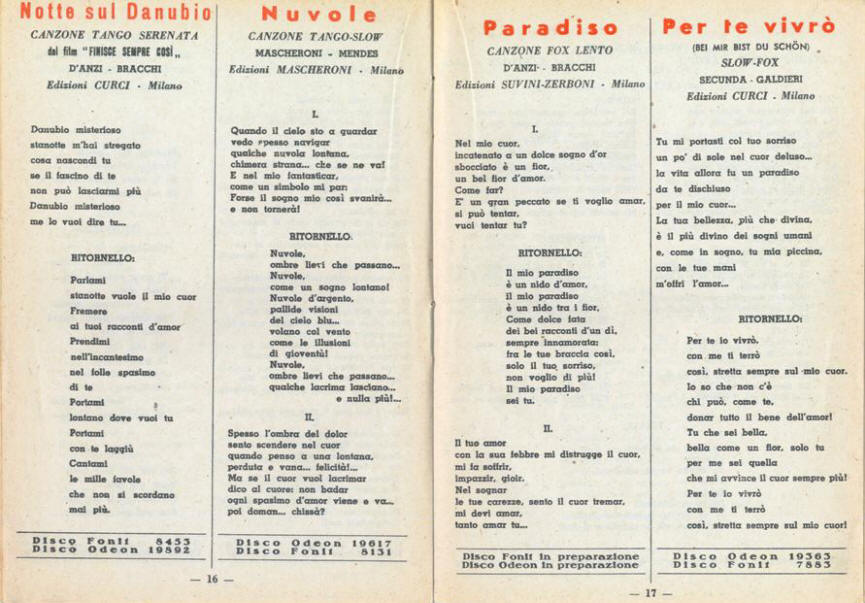 Notte sul Danubio
CANZONE TANGO SERENATA
dal film "FINISCE SEMPRE COSÌ„
D'ANZI - BRACCHI
Edizioni CURCI - Milano
Danubio misterioso
stanotte m'hai stregato
cosa nascondi tu
se il fascino di te
non può lasciarmi più
Danubio misterioso
me lo vuoi dire tu...
RITORNELLO:
Parlami
stanotte vuole il mio cuor
Fremere
ai tuoi racconti d'amor
Prendimi
nell'incantesimo
nel folle spasimo
di te
Portami
lontano dove vuoi tu
Portami
con te laggiù
Cantami
le mille favole
che non si scordano
mai più.
Disco Fonit 8453
Disco Odeon 19892
Nuvole
CANZONE TANGO-SLOW
MASCHERONI - MENDES
Edizioni MASCHERONI - Milano
I.
Quando il cielo sto a guardar
vedo spesso navigar
qualche nuvola lontana,
chimera strana... che se ne va!
E nel mio fantasticar,
come un simbolo mi par:
Forse il sogno mio così svanirà...
e non tornerà!
RITORNELLO:
Nuvole,
ombre lievi che passano...
Nuvole,
come un sogno lontano!
Nuvole d'argento,
pallide visioni
del cielo blu...
volano col vento
come le illusioni
di gioventù!
Nuvole,
ombre lievi che passano...
qualche lacrima lasciano...
e nulla più!...
II.
Spesso l'ombra del dolor
sento scendere nel cuor
quando penso a una lontana,
perduta e vana... felicità!...
Ma se il cuor vuol lacrimar
dico al cuore: non badar
ogni spasimo d'amor viene e va...
poi doman... chissà?
Disco Odeon 19617
Disco Fonit 8131
— 16 —
Paradiso
CANZONE FOX LENTO
D'ANZI - BRACCHI
Edizioni SUVINI-ZERBONI - Milano
I.
Nel mio cuor,
incatenato a un dolce sogno d'or
sbocciato è un fior,
un bel fior d'amor.
Come far?
E' un gran peccato se ti voglio amar,
si può tentar,
vuoi tentar tu?
RITORNELLO:
Il mio paradiso
è un nido d'amor,
il mio paradiso
è un nido tra i fior,
Come dolce fata
dei bei racconti d'un dì,
sempre innamorata:
fra le tue braccia così,
solo il tuo sorriso,
non voglio di più!
Il mio paradiso
sei tu.
II.
Il tuo amor
con la sua febbre mi distrugge il cuor,
mi fa soffrir,
impazzir, gioir.
Nel sognar
le tue carezze, sento il cuor tremar,
mi devi amar,
tanto amar tu...
Disco Fonit in preparazione
Disco Odeon in preparazione
Per te vivrò
(BEI MIR BIST DU SCHÖN)
SLOW-FOX
SECUNDA - GALDIERI
Edizioni CURCI - Milano
Tu mi portasti col tuo sorriso
un po' di sole nel cuor deluso...
la vita allora fu un paradiso
da te dischiuso
per il mio cuor...
La tua bellezza, più che divina,
è il più divino dei sogni umani
e, come in sogno, tu mia piccina,
con le tue mani
m'offri l'amor...
RITORNELLO:
Per te io vivrò,
con me ti terrò
così, stretta sempre sul mio cuor.
Io so che non c'è
chi può, come te,
donar tutto il bene dell'amor!
Tu che sei bella,
bella come un fior, solo tu
per me sei quella
che mi avvince il cuor sempre più!
Per te io vivrò
con me ti terrò
così, stretta sempre sul mio cuor!
Disco Odeon 19363
Disco Fonit 7883
— 17 —